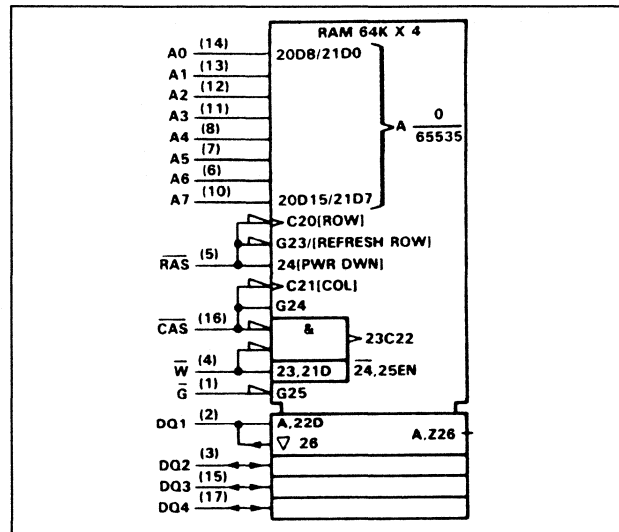 RAM 64K X 4
A0 (14) 20D8/21D0
A1 (13)
A2 (12)
A3 (11)
A4 (8)
A5 (7)
A6 (6)
A7 (10) 20D15/21D7
A 0
65535
C20[ROW]
G23/[REFRESH ROW]
RAS (5) 24[PWR DWN]
C21[COL]
G24
CAS (16) &
23C22
W (4) 23,21D 24,25EN
G (1) G25
DQ1 (2) A,22D
▽ 26 A,Z26
DQ2 (3)
DQ3 (15)
DQ4 (17)